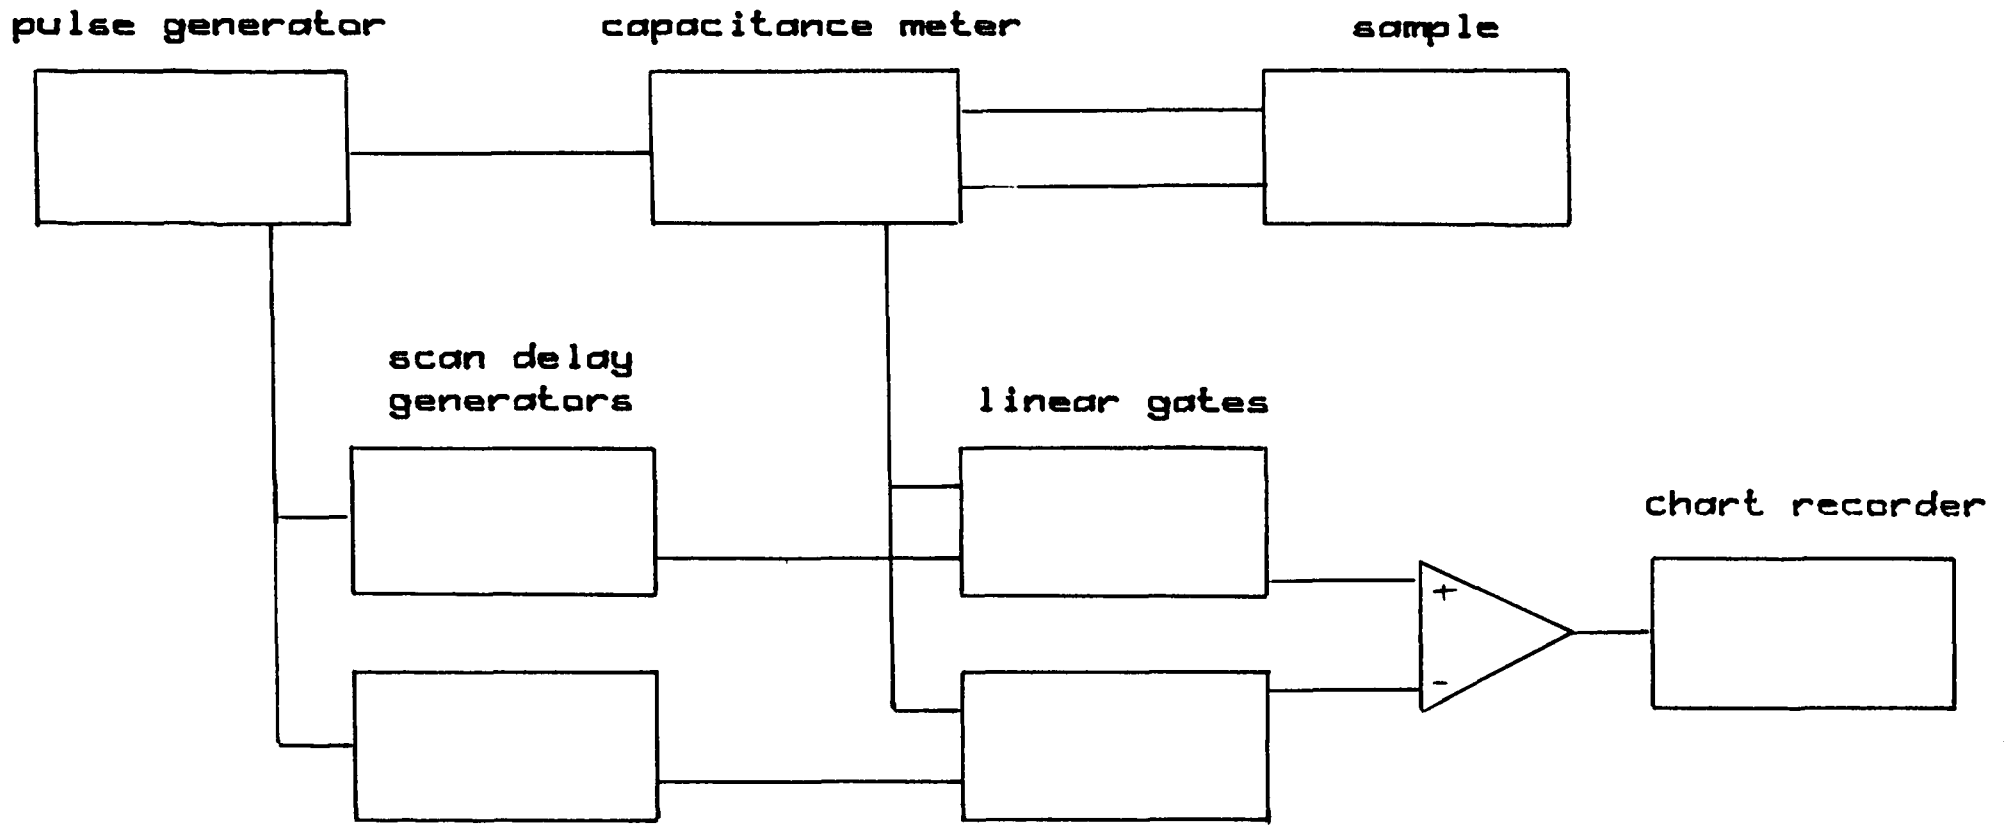 pulse generator
capacitance meter
sample
scan delay
generators
linear gates
chart recorder
+
-